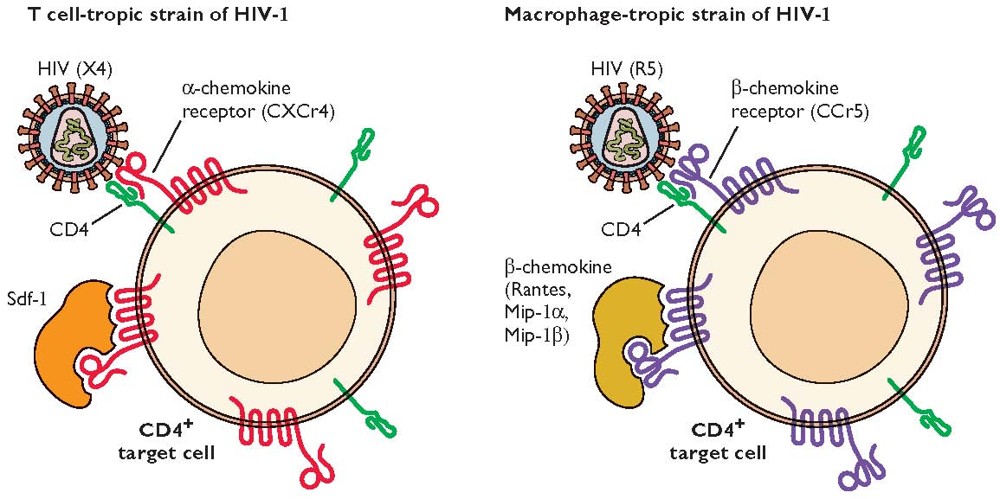 T cell-tropic strain of HIV-1
HIV (X4)
α-chemokine
receptor (CXCr4)
CD4
Sdf-1
CD4+
target cell
Macrophage-tropic strain of HIV-1
HIV (R5)
β-chemokine
receptor (CCr5)
CD4
β-chemokine
(Rantes,
Mip-1α,
Mip-1β)
CD4+
target cell